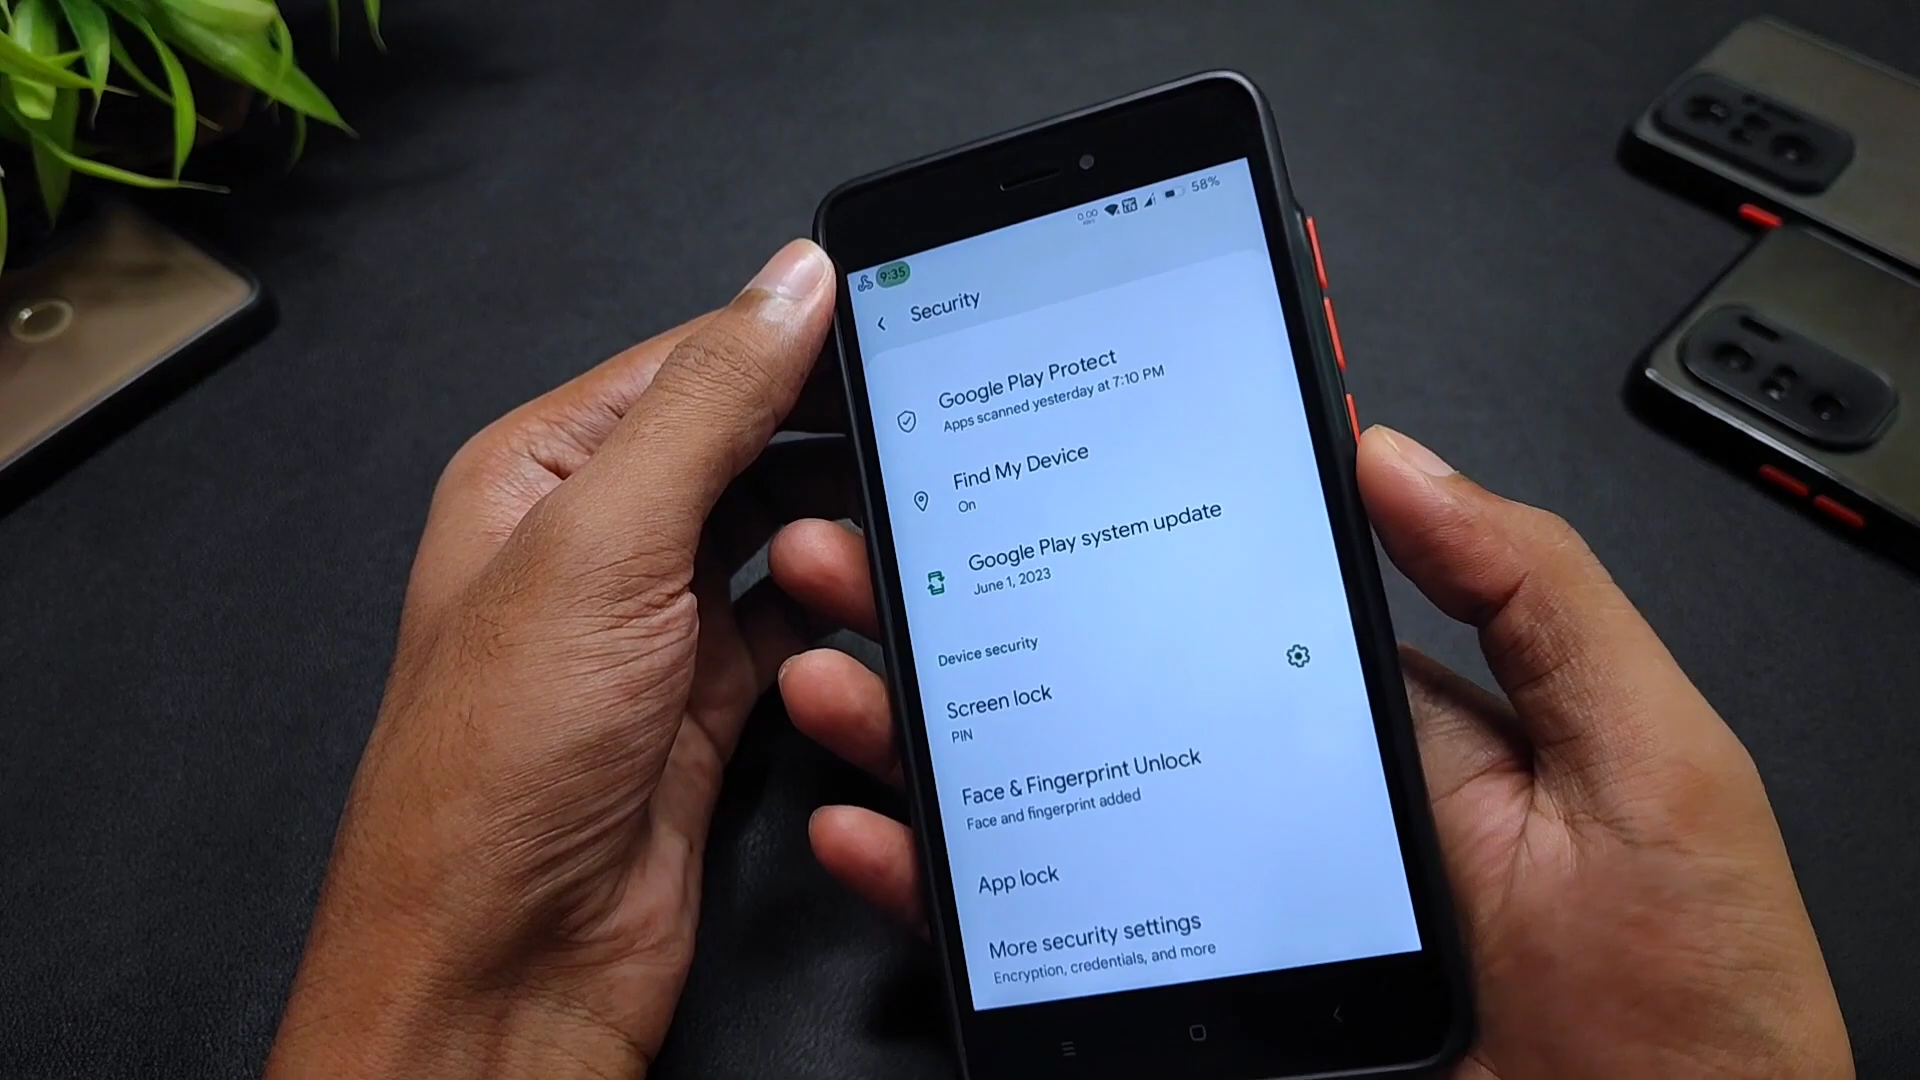 9:35
0.00
58%
Security
Google Play Protect
Apps scanned yesterday at 7:10 PM
Find My Device
On
Google Play system update
June 1, 2023
Device security
Screen lock
PIN
Face & Fingerprint Unlock
Face and fingerprint added
App lock
More security settings
Encryption, credentials, and more